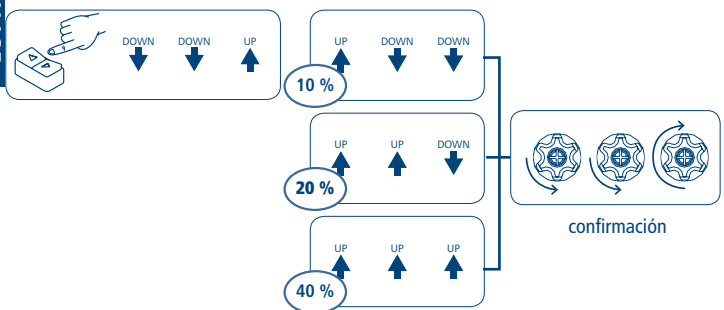 DOWN DOWN UP
UP DOWN DOWN
10 %
UP UP DOWN
20 %
confirmación
UP UP UP
40 %